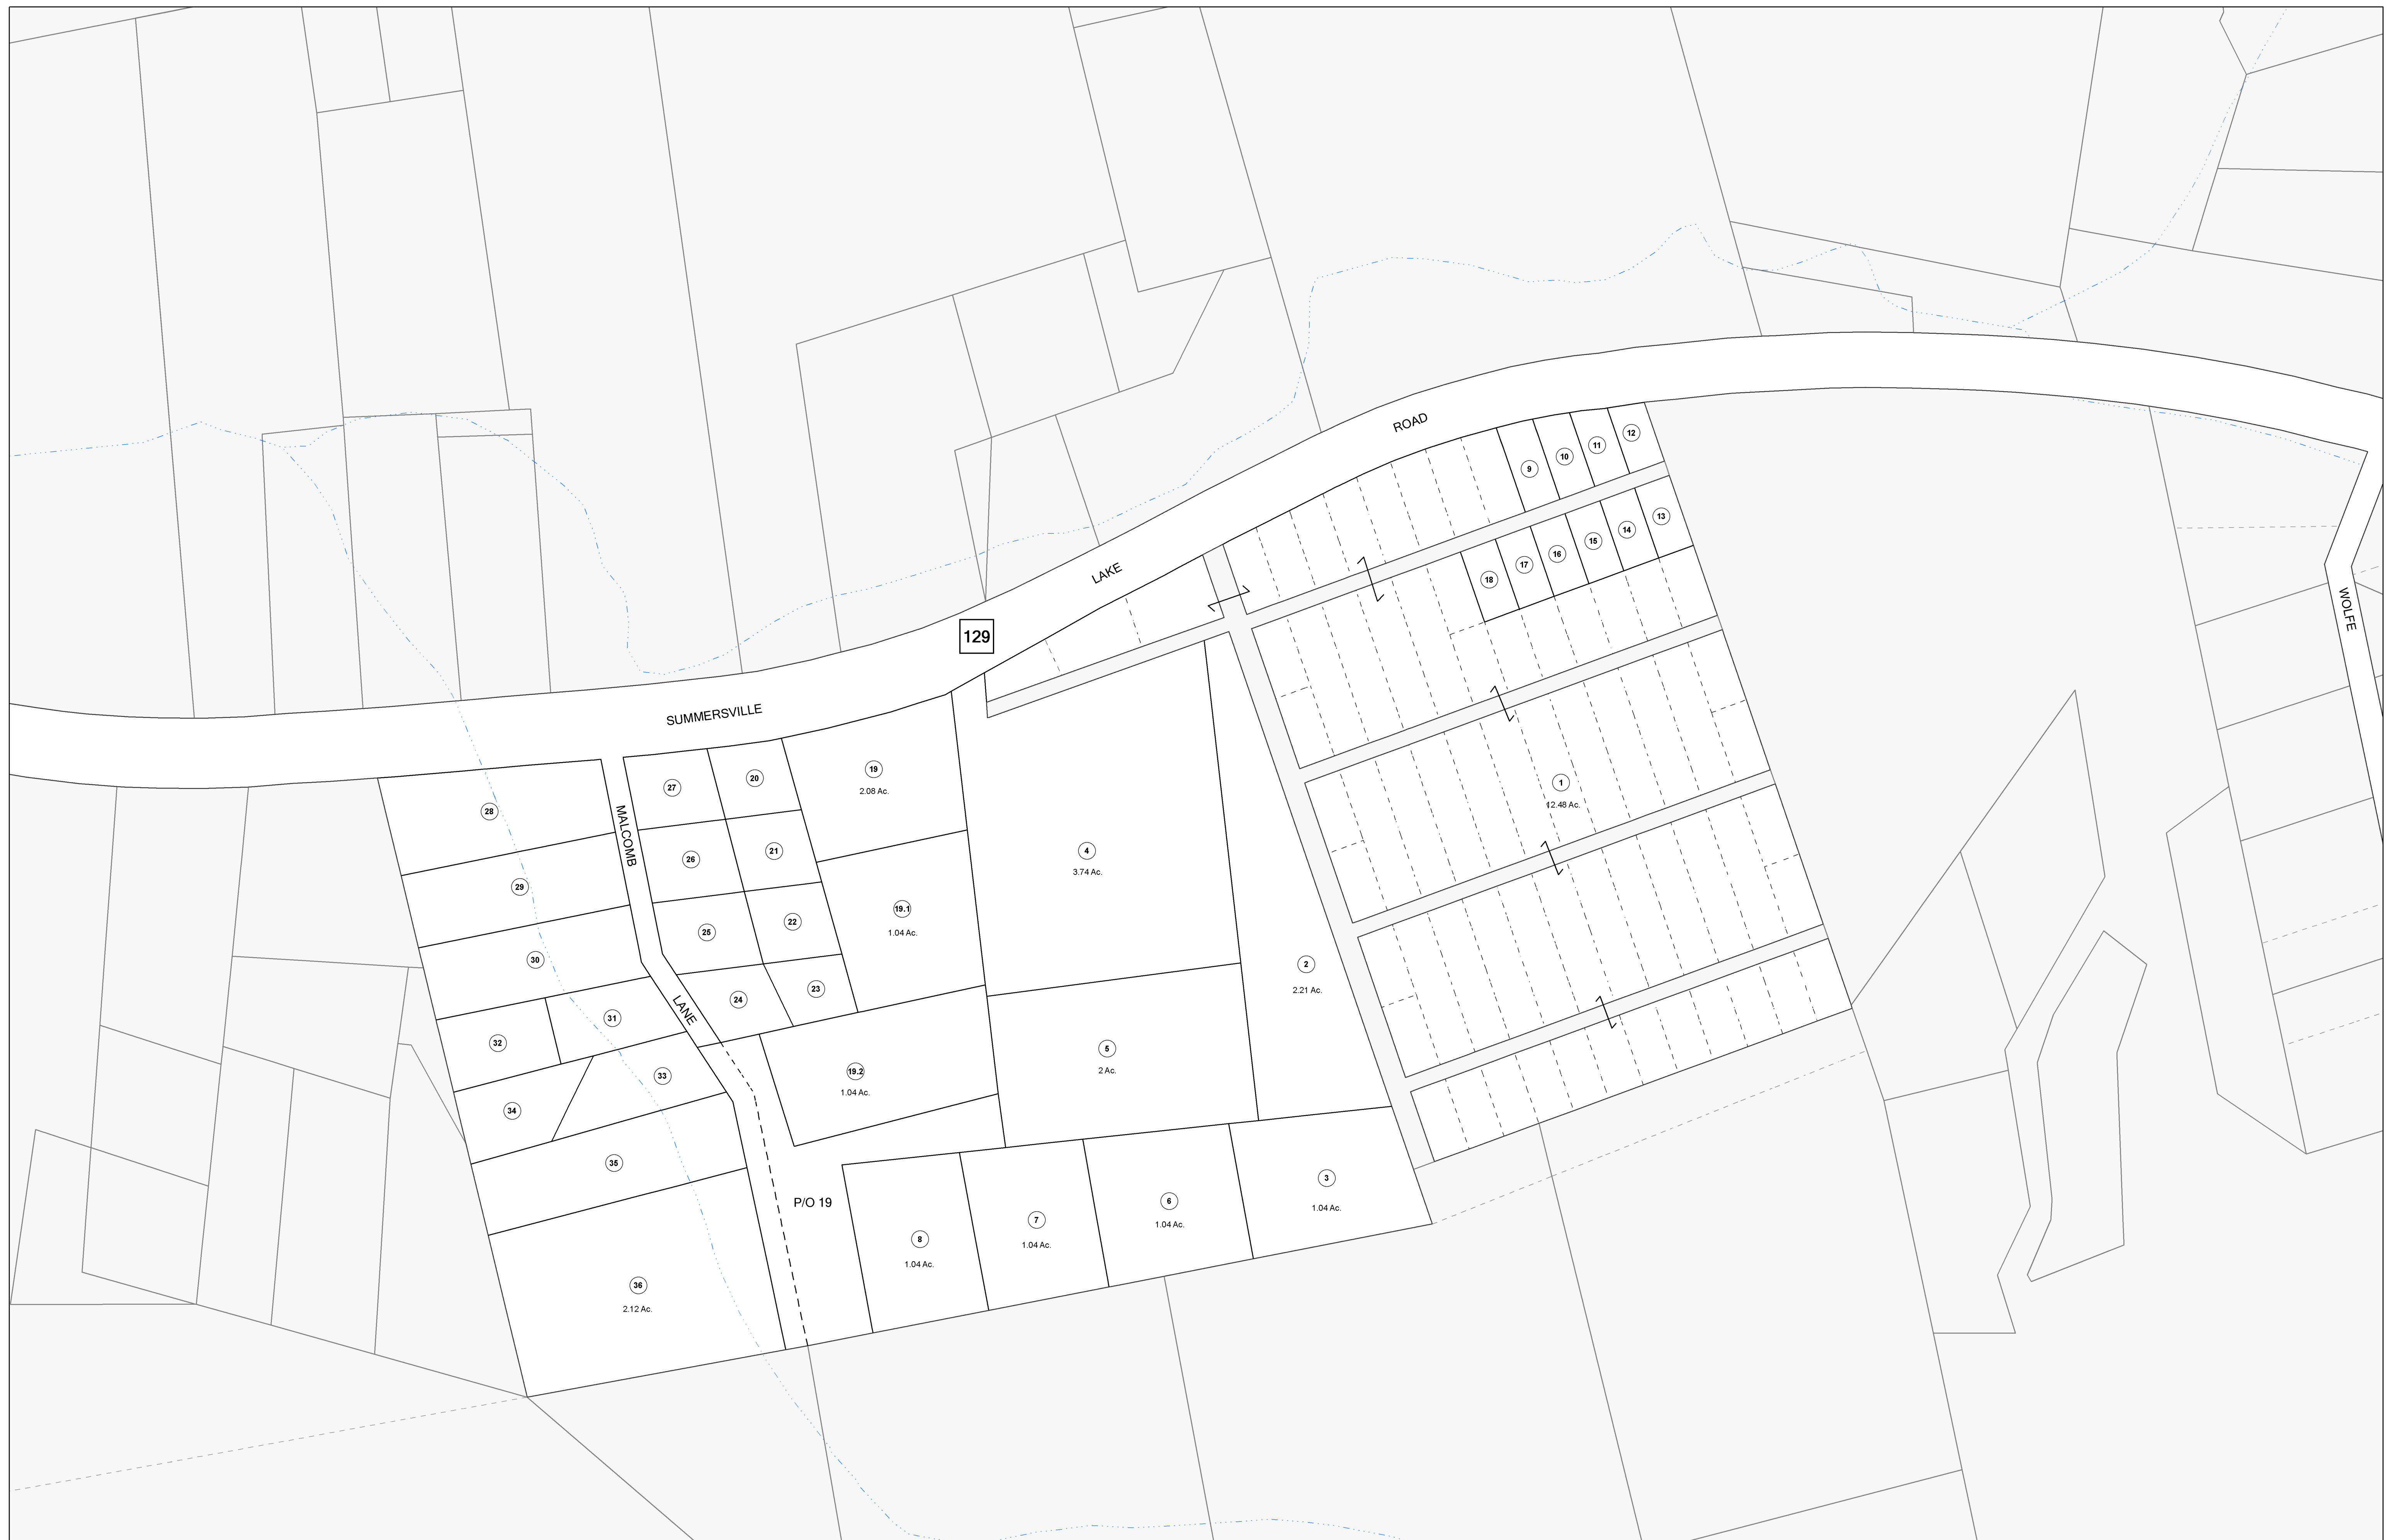 ROAD
12
11
10
9
13
14
15
16
17
18
LAKE
129
SUMMERSVILLE
WOLFE
MALCOMB
LANE
19
2.08 Ac.
20
27
28
1
12.48 Ac.
4
3.74 Ac.
21
26
29
19.1
1.04 Ac.
22
25
30
2
2.21 Ac.
23
24
31
32
5
2 Ac.
19.2
1.04 Ac.
33
34
35
3
1.04 Ac.
P/O 19
6
1.04 Ac.
7
1.04 Ac.
8
1.04 Ac.
36
2.12 Ac.